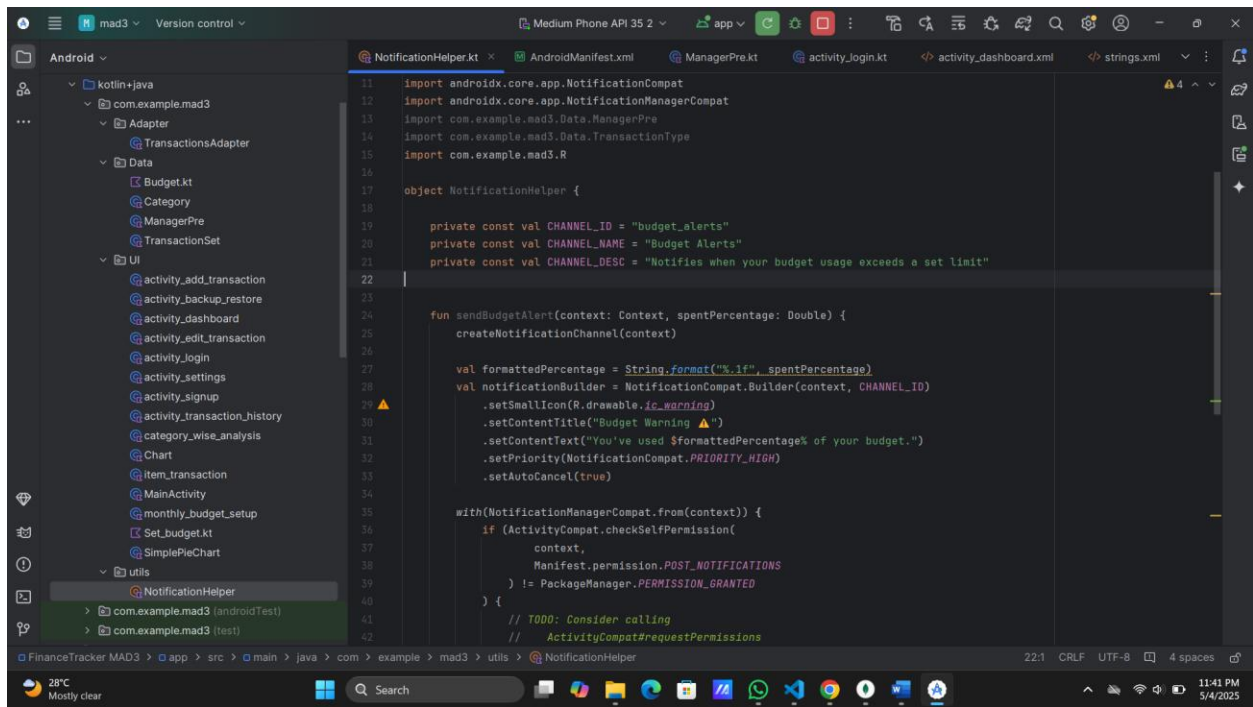 M mad3 Version control Medium Phone API 35 2 app
Android
NotificationHelper.kt AndroidManifest.xml ManagerPre.kt activity_login.kt activity_dashboard.xml strings.xml
kotlin+java
com.example.mad3
Adapter
TransactionsAdapter
Data
Budget.kt
Category
ManagerPre
TransactionSet
UI
activity_add_transaction
activity_backup_restore
activity_dashboard
activity_edit_transaction
activity_login
activity_settings
activity_signup
activity_transaction_history
category_wise_analysis
Chart
item_transaction
MainActivity
monthly_budget_setup
Set_budget.kt
SimplePieChart
utils
NotificationHelper
com.example.mad3 (androidTest)
com.example.mad3 (test)
4
11 import androidx.core.app.NotificationCompat
12 import androidx.core.app.NotificationManagerCompat
13 import com.example.mad3.Data.ManagerPre
14 import com.example.mad3.Data.TransactionType
15 import com.example.mad3.R
16
17 object NotificationHelper {
18
19 private const val CHANNEL_ID = "budget_alerts"
20 private const val CHANNEL_NAME = "Budget Alerts"
21 private const val CHANNEL_DESC = "Notifies when your budget usage exceeds a set limit"
22
23
24 fun sendBudgetAlert(context: Context, spentPercentage: Double) {
25 createNotificationChannel(context)
26
27 val formattedPercentage = String.format("%.1f", spentPercentage)
28 val notificationBuilder = NotificationCompat.Builder(context, CHANNEL_ID)
29 .setSmallIcon(R.drawable.ic_warning)
30 .setContentTitle("Budget Warning ⚠")
31 .setContentText("You've used $formattedPercentage% of your budget.")
32 .setPriority(NotificationCompat.PRIORITY_HIGH)
33 .setAutoCancel(true)
34
35 with(NotificationManagerCompat.from(context)) {
36 if (ActivityCompat.checkSelfPermission(
37 context,
38 Manifest.permission.POST_NOTIFICATIONS
39 ) != PackageManager.PERMISSION_GRANTED
40 ) {
41 // TODO: Consider calling
42 // ActivityCompat#requestPermissions
FinanceTracker MAD3 > app > src > main > java > com > example > mad3 > utils > NotificationHelper 22:1 CRLF UTF-8 4 spaces
28°C
Mostly clear
Search
11:41 PM
5/4/2025